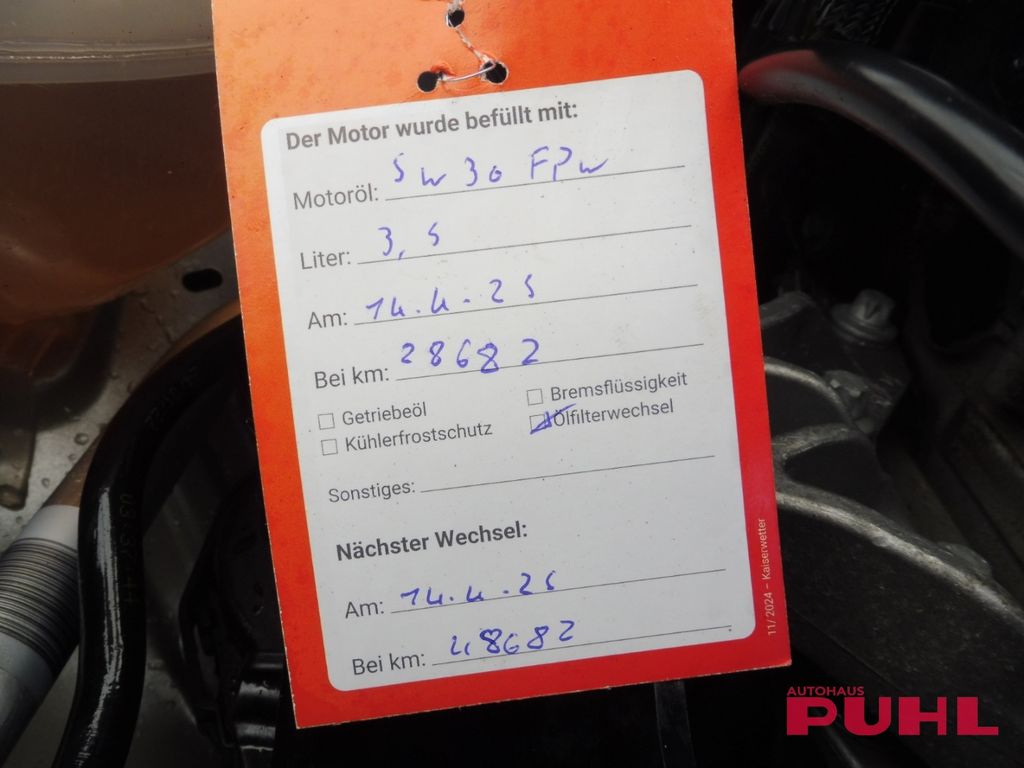 Der Motor wurde befüllt mit:
Motoröl: 5w30 FPW
Liter: 3,5
Am: 14.4.25
Bei km: 28682
Getriebeöl
Bremsflüssigkeit
Kühlerfrostschutz
Ölfilterwechsel
Sonstiges:
Nächster Wechsel:
Am: 14.4.26
Bei km: 48682
11/2024 - Kaiserwetter
AUTOHAUS
PUHL